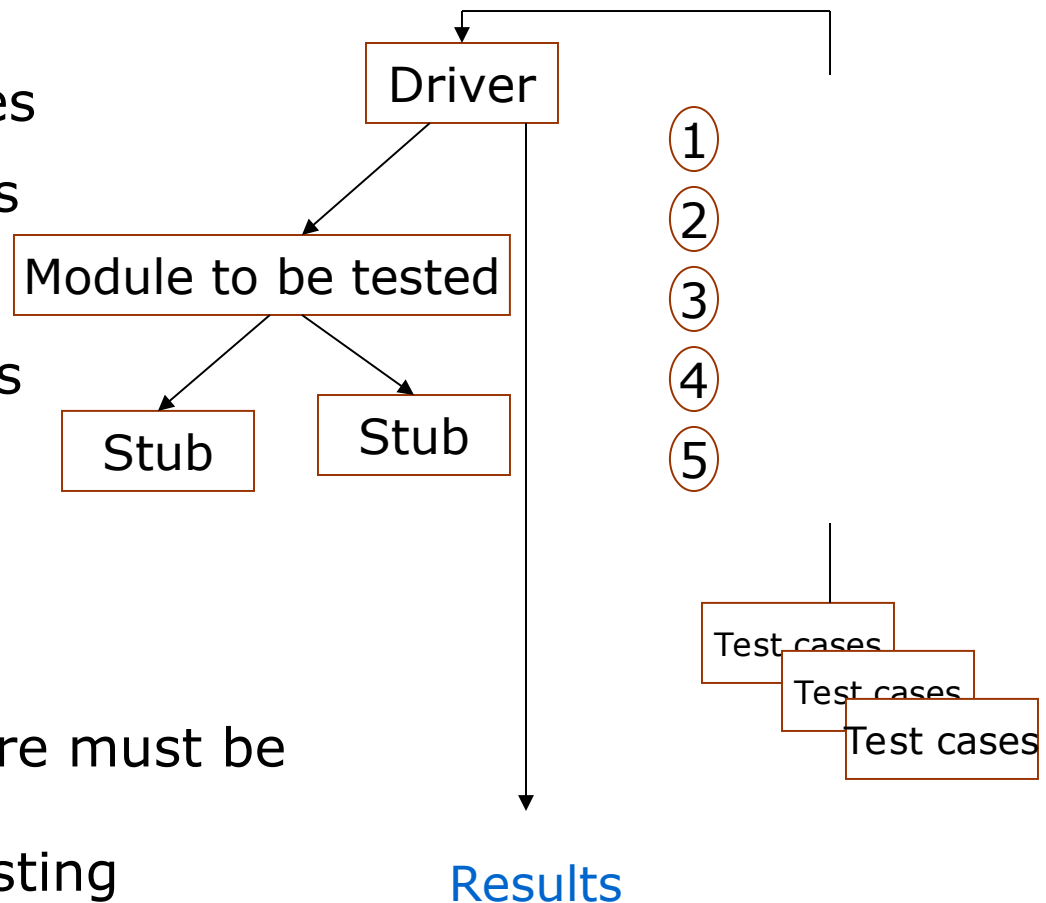 Driver
es
1
s
2
Module to be tested
3
s
4
Stub
Stub
5
Test cases
Test cases
Test cases
re must be
sting
Results